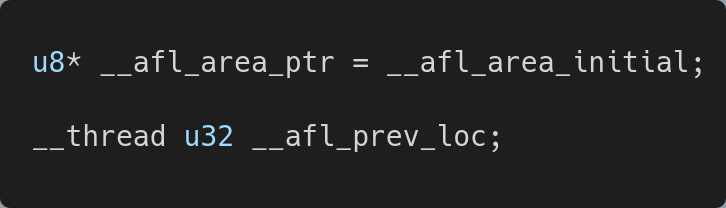 u8* __afl_area_ptr = __afl_area_initial;
__thread u32 __afl_prev_loc;